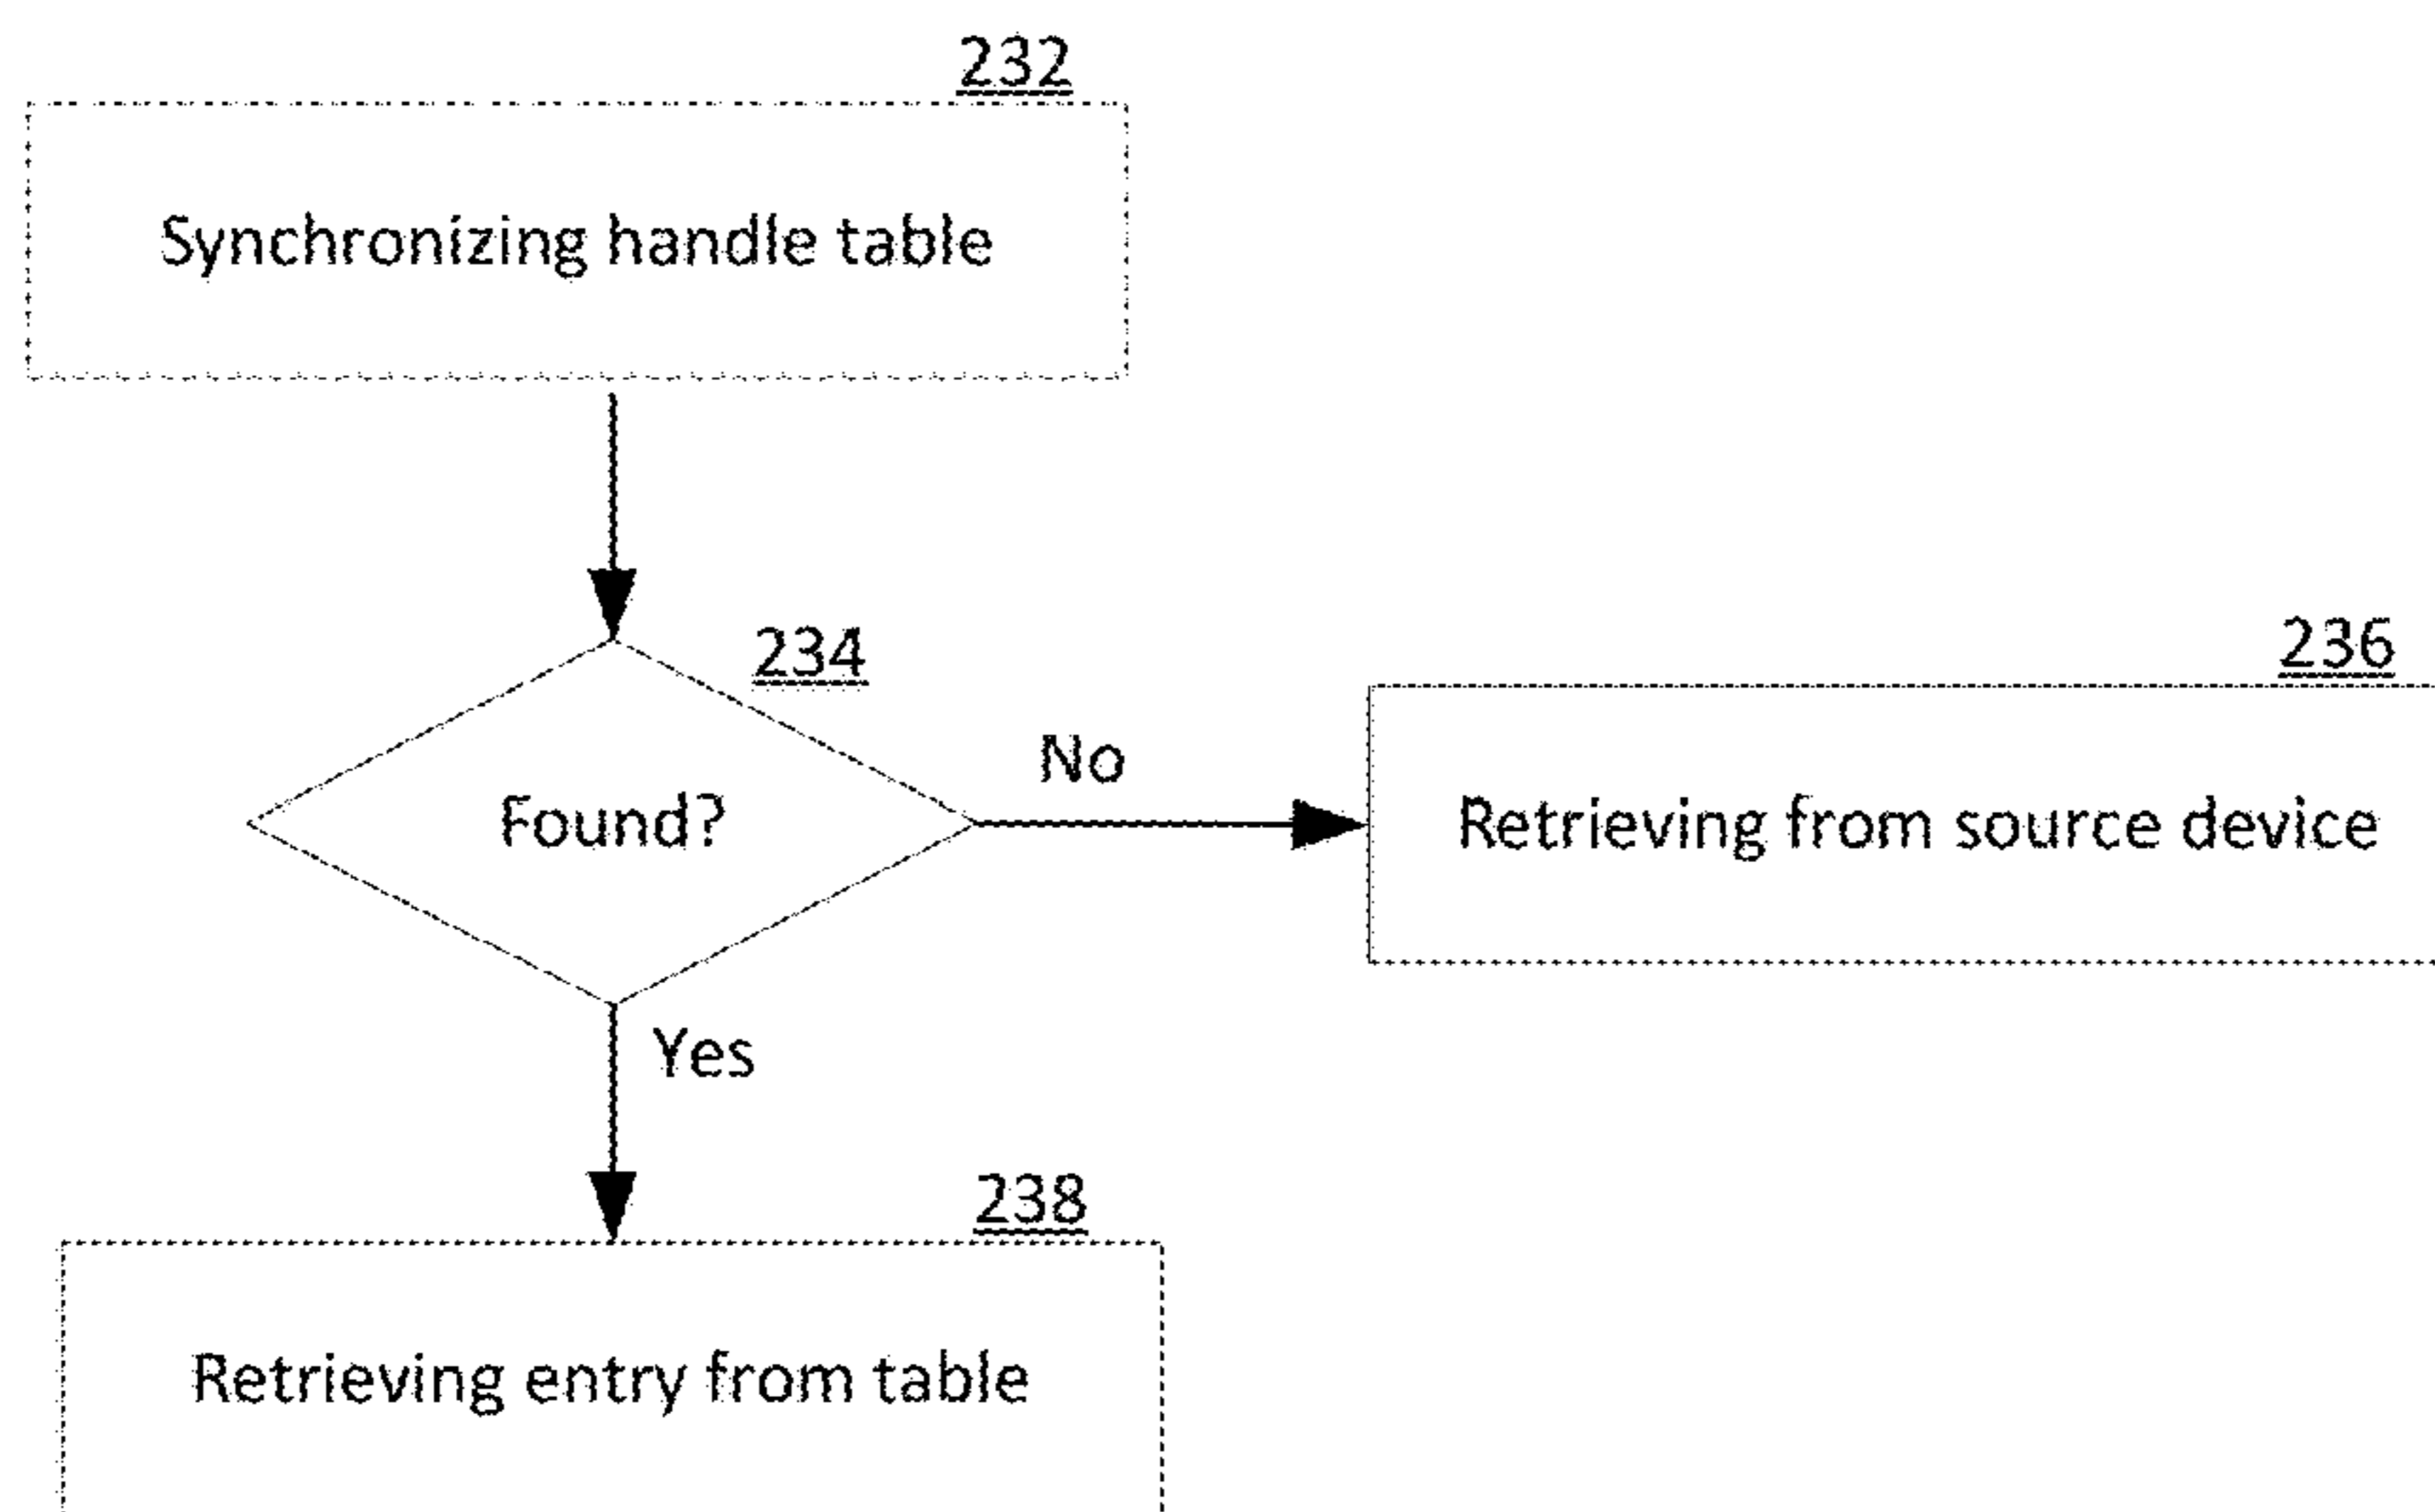 232
Synchronizing handle table
234
236
No
Found?
Retrieving from source device
Yes
238
Retrieving entry from table